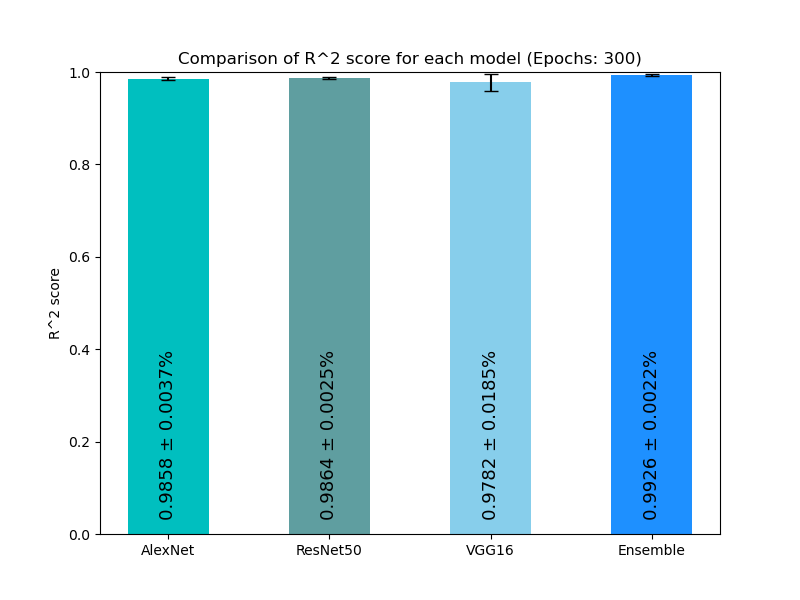 Comparison of R^2 score for each model (Epochs: 300)
R^2 score
1.0
0.8
0.6
0.4
0.2
0.0
0.9858 ± 0.0037%
0.9864 ± 0.0025%
0.9782 ± 0.0185%
0.9926 ± 0.0022%
AlexNet
ResNet50
VGG16
Ensemble